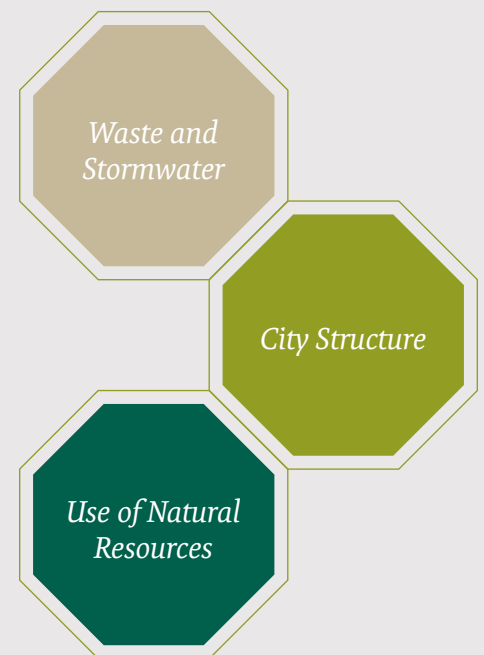 Waste and
Stormwater
City Structure
Use of Natural
Resources